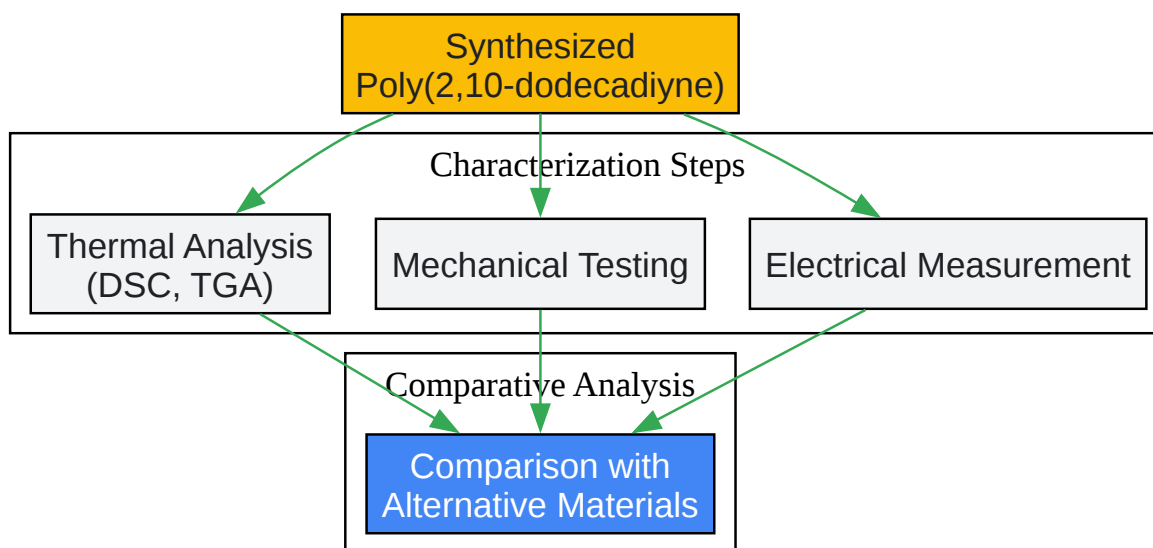 Synthesized
Poly(2,10-dodecadiyne)
Characterization Steps
Thermal Analysis
(DSC, TGA)
Mechanical Testing
Electrical Measurement
Comparative Analysis
Comparison with
Alternative Materials